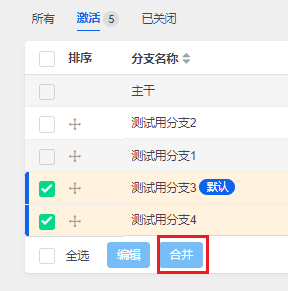 所有 激活 5 已关闭
排序 分支名称
主干
测试用分支2
测试用分支1
测试用分支3 默认
测试用分支4
全选 编辑 合并